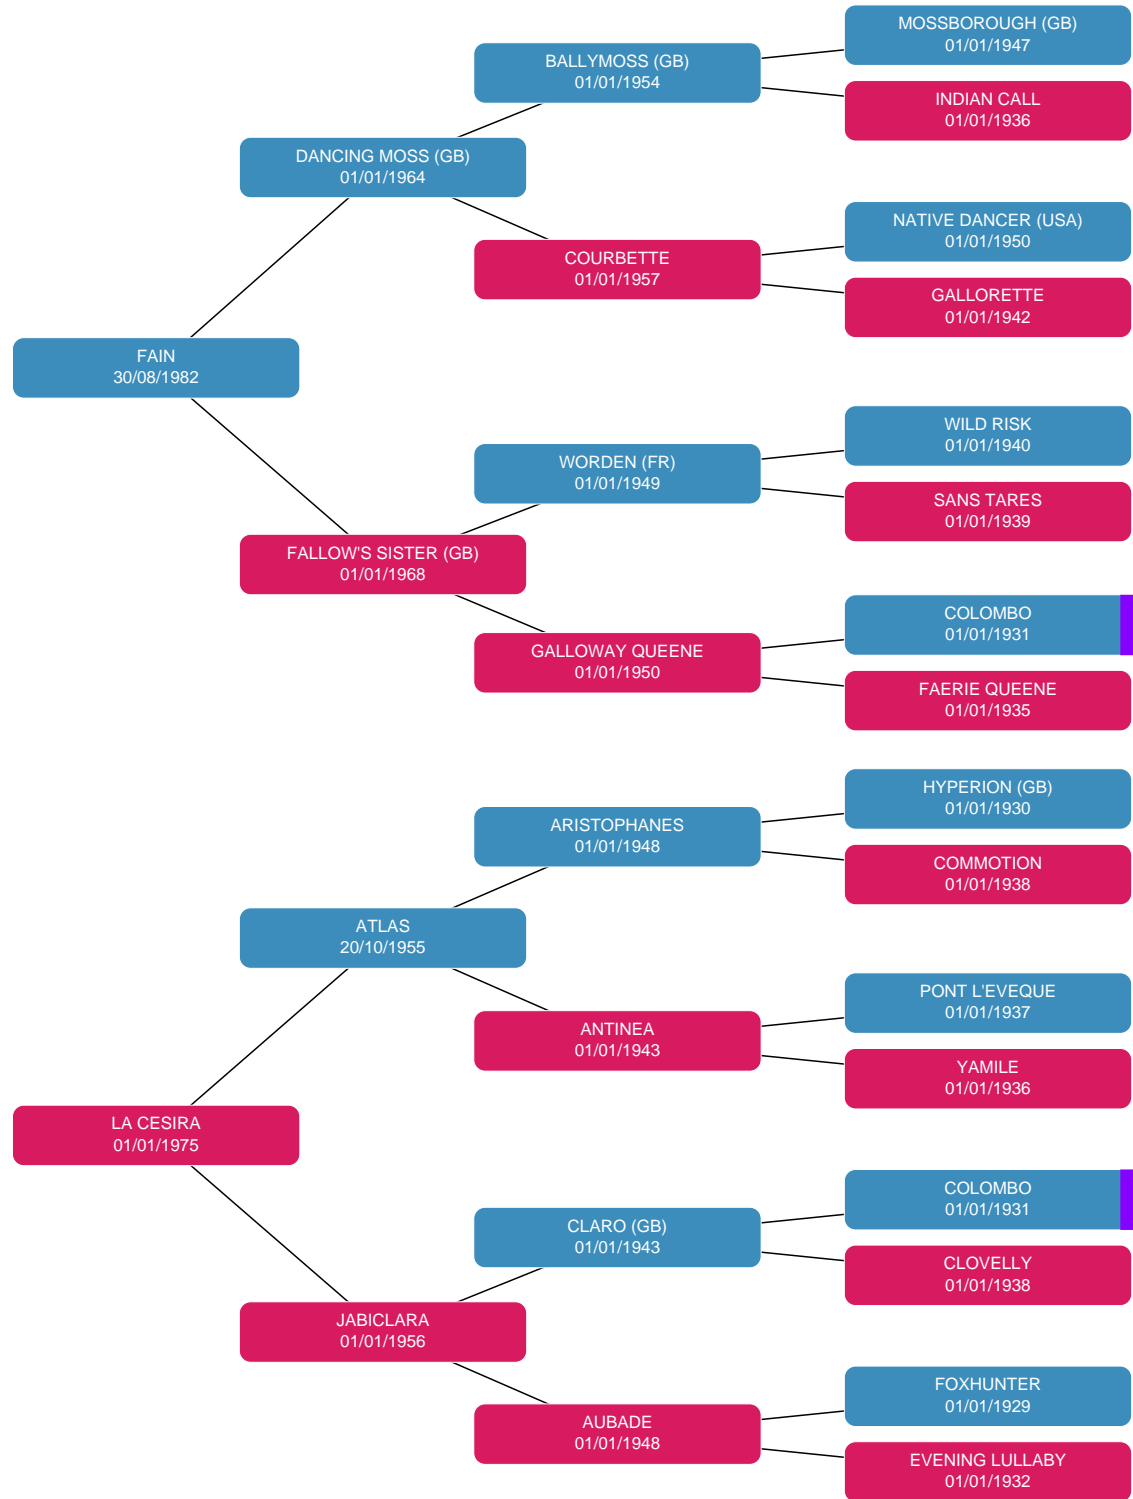 MOSSBOROUGH (GB)
01/01/1947
BALLYMOSS (GB)
01/01/1954
INDIAN CALL
01/01/1936
DANCING MOSS (GB)
01/01/1964
NATIVE DANCER (USA)
01/01/1950
COURBETTE
01/01/1957
GALLORETTE
01/01/1942
FAIN
30/08/1982
WILD RISK
01/01/1940
WORDEN (FR)
01/01/1949
SANS TARES
01/01/1939
FALLOW'S SISTER (GB)
01/01/1968
COLOMBO
01/01/1931
GALLOWAY QUEENE
01/01/1950
FAERIE QUEENE
01/01/1935
HYPERION (GB)
01/01/1930
ARISTOPHANES
01/01/1948
COMMOTION
01/01/1938
ATLAS
20/10/1955
PONT L'EVEQUE
01/01/1937
ANTINEA
01/01/1943
YAMILE
01/01/1936
LA CESIRA
01/01/1975
COLOMBO
01/01/1931
CLARO (GB)
01/01/1943
CLOVELLY
01/01/1938
JABICLARA
01/01/1956
FOXHUNTER
01/01/1929
AUBADE
01/01/1948
EVENING LULLABY
01/01/1932